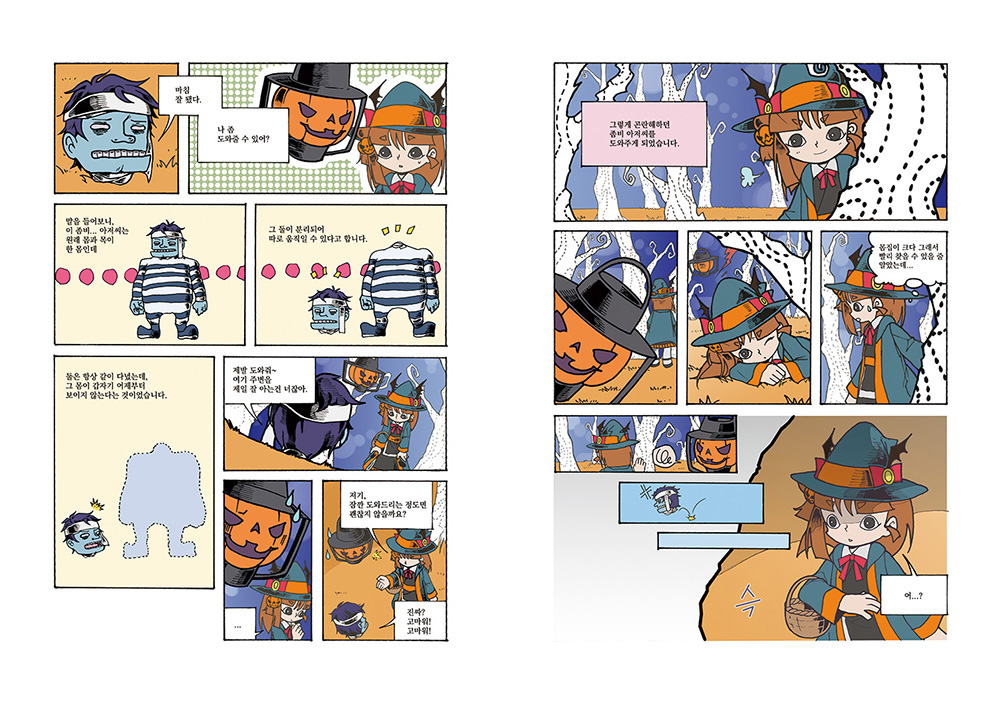 마침
잘 됐다.
나 좀
도와줄 수 있어?
말을 들어보니,
이 좀비... 아저씨는
원래 몸과 목이
한 몸인데
그 둘이 분리되어
따로 움직일 수 있다고 합니다.
둘은 항상 같이 다녔는데,
그 몸이 갑자기 어제부터
보이지 않는다는 것이었습니다.
제발 도와줘~
여기 주변을
제일 잘 아는건 너잖아.
...
저기,
잠깐 도와드리는 정도면
괜찮지 않을까요?
진짜?
고마워!
고마워!
그렇게 곤란해하던
좀비 아저씨를
도와주게 되었습니다.
몸집이 크다 그래서
빨리 찾을 수 있을 줄
알았는데...
슥
어...?